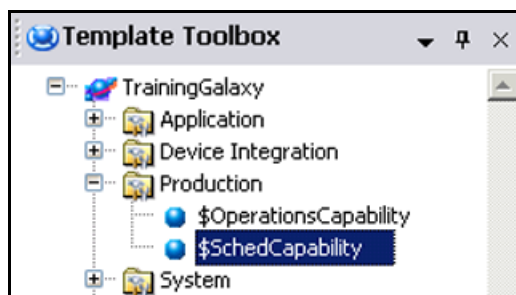 Template Toolbox
TrainingGalaxy
Application
Device Integration
Production
$OperationsCapability
$SchedCapability
System